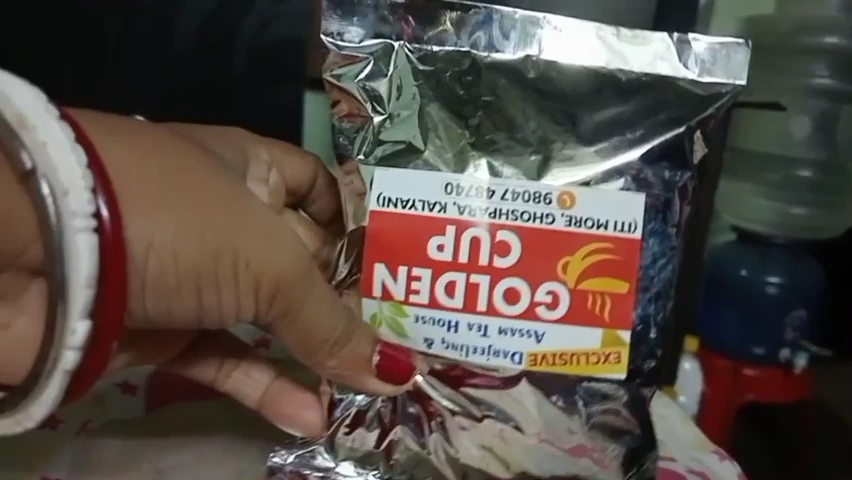 EXCLUSIVE DARJEELING &
ASSAM TEA HOUSE
GOLDEN
CUP
(ITI MORE, GHOSHPARA, KALYANI)
98047 48740